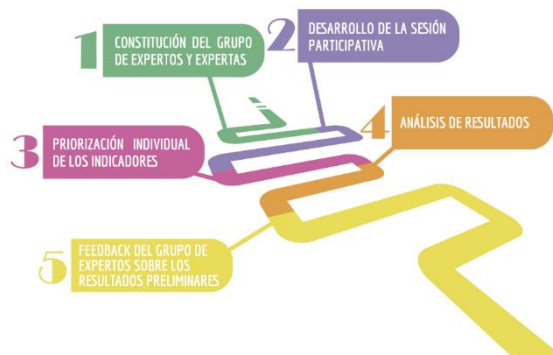 1
CONSTITUCIÓN DEL GRUPO
DE EXPERTOS Y EXPERTAS
2
DESARROLLO DE LA SESIÓN
PARTICIPATIVA
3
PRIORIZACIÓN INDIVIDUAL
DE LOS INDICADORES
4
ANÁLISIS DE RESULTADOS
5
FEEDBACK DEL GRUPO DE
EXPERTOS SOBRE LOS
RESULTADOS PRELIMINARES